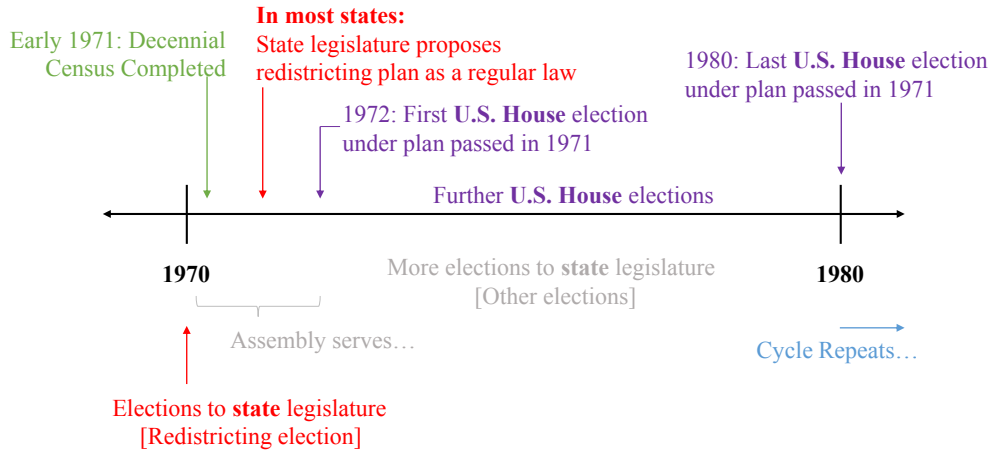 In most states:
Early 1971: Decennial
Census Completed
State legislature proposes
redistricting plan as a regular law
1980: Last U.S. House election
under plan passed in 1971
1972: First U.S. House election
under plan passed in 1971
Further U.S. House elections
1970
More elections to state legislature
[Other elections]
1980
Assembly serves…
Cycle Repeats…
Elections to state legislature
[Redistricting election]